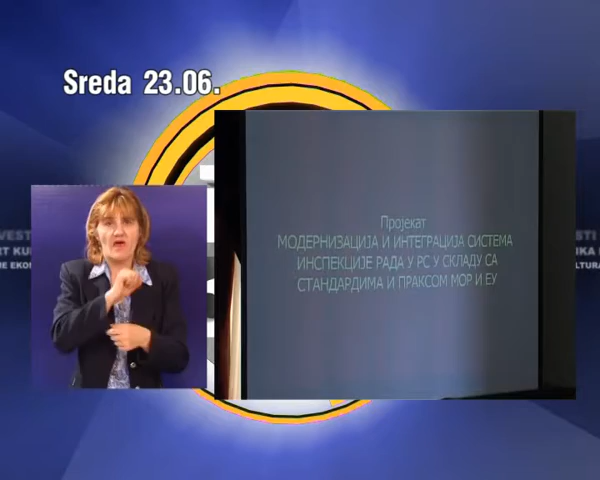 Sreda 23.06.
Пројекат
МОДЕРНИЗАЦИЈА И ИНТЕГРАЦИЈА СИСТЕМА
ИНСПЕКЦИЈЕ РАДА У РС У СКЛАДУ СА
СТАНДАРДИМА И ПРАКСОМ МОР И ЕУ